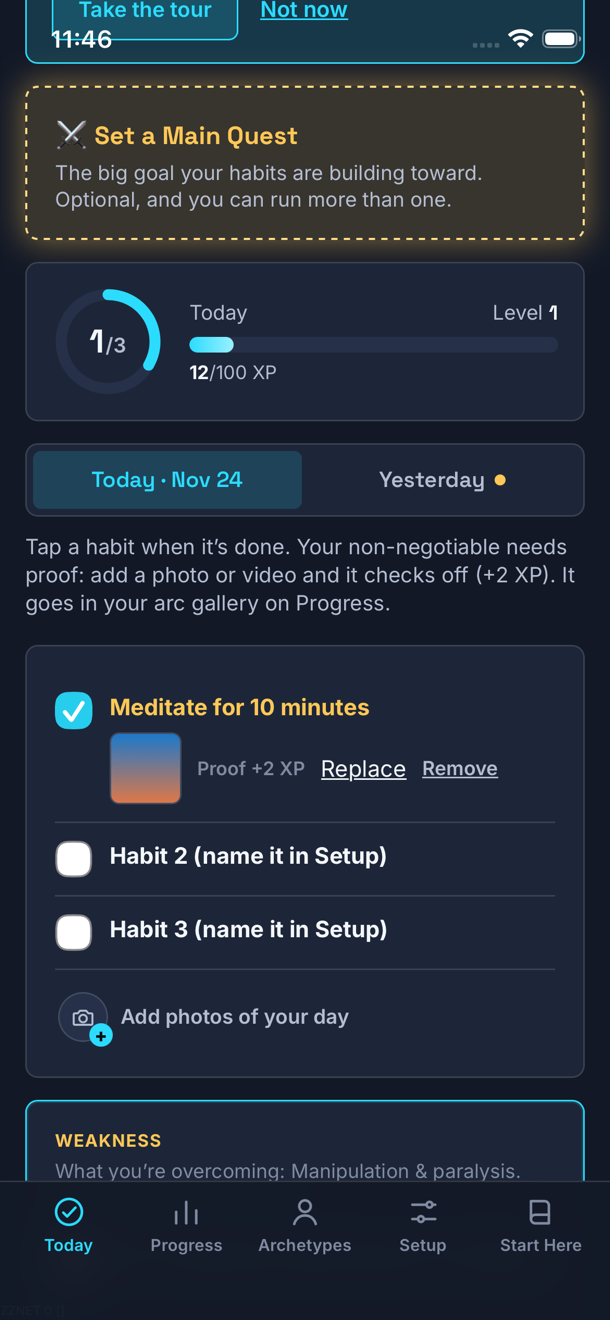 Take the tour
Not now
11:46
⚔ Set a Main Quest
The big goal your habits are building toward.
Optional, and you can run more than one.
1/3
Today
Level 1
12/100 XP
Today · Nov 24
Yesterday
Tap a habit when it’s done. Your non-negotiable needs
proof: add a photo or video and it checks off (+2 XP). It
goes in your arc gallery on Progress.
Meditate for 10 minutes
Proof +2 XP
Replace
Remove
Habit 2 (name it in Setup)
Habit 3 (name it in Setup)
Add photos of your day
WEAKNESS
What you’re overcoming: Manipulation & paralysis.
Today
Progress
Archetypes
Setup
Start Here